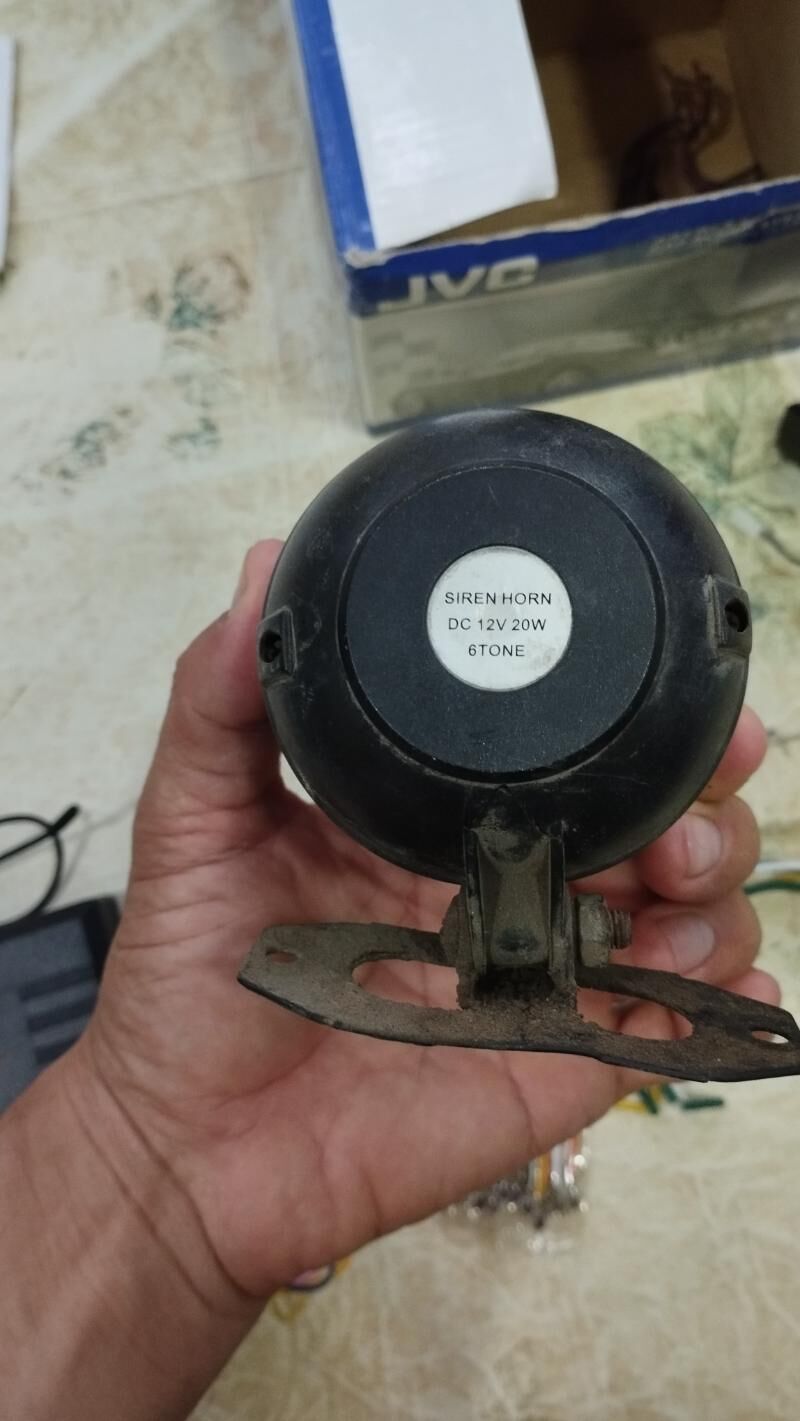 JVC
SIREN HORN
DC 12V 20W
6TONE